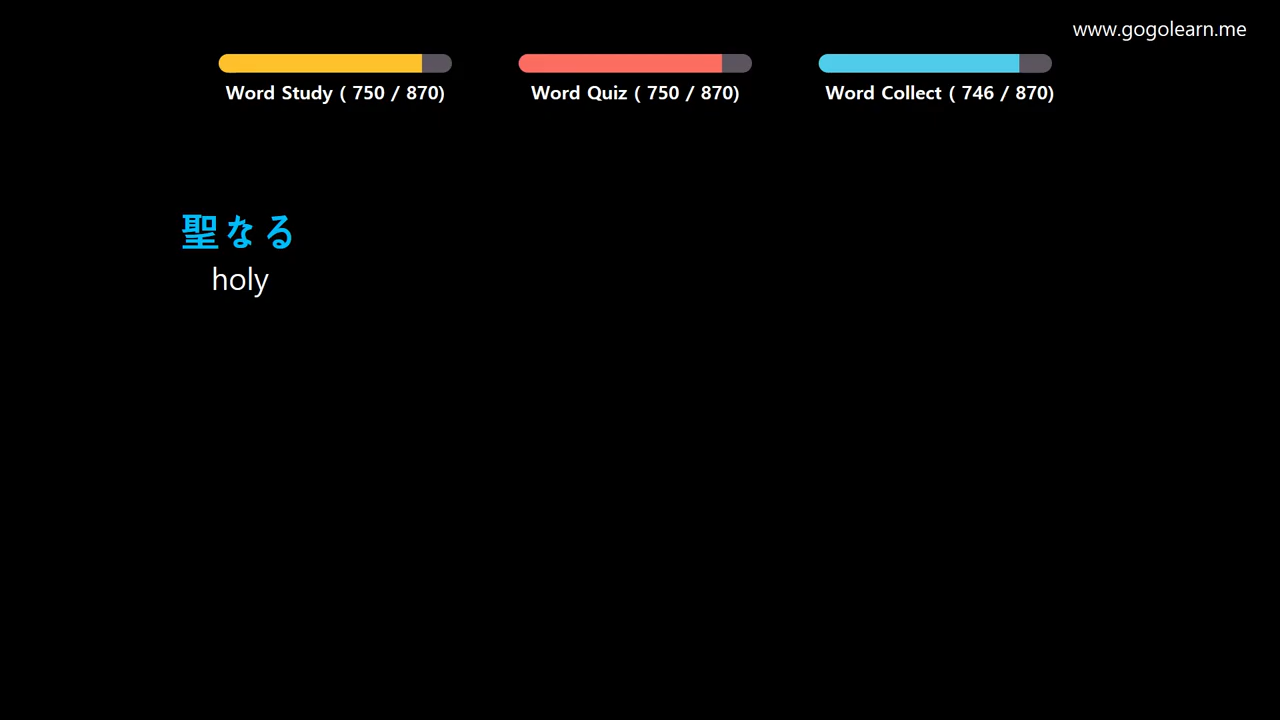 www.gogolearn.me
Word Study ( 750 / 870)
Word Quiz ( 750 / 870)
Word Collect ( 746 / 870)
聖なる
holy